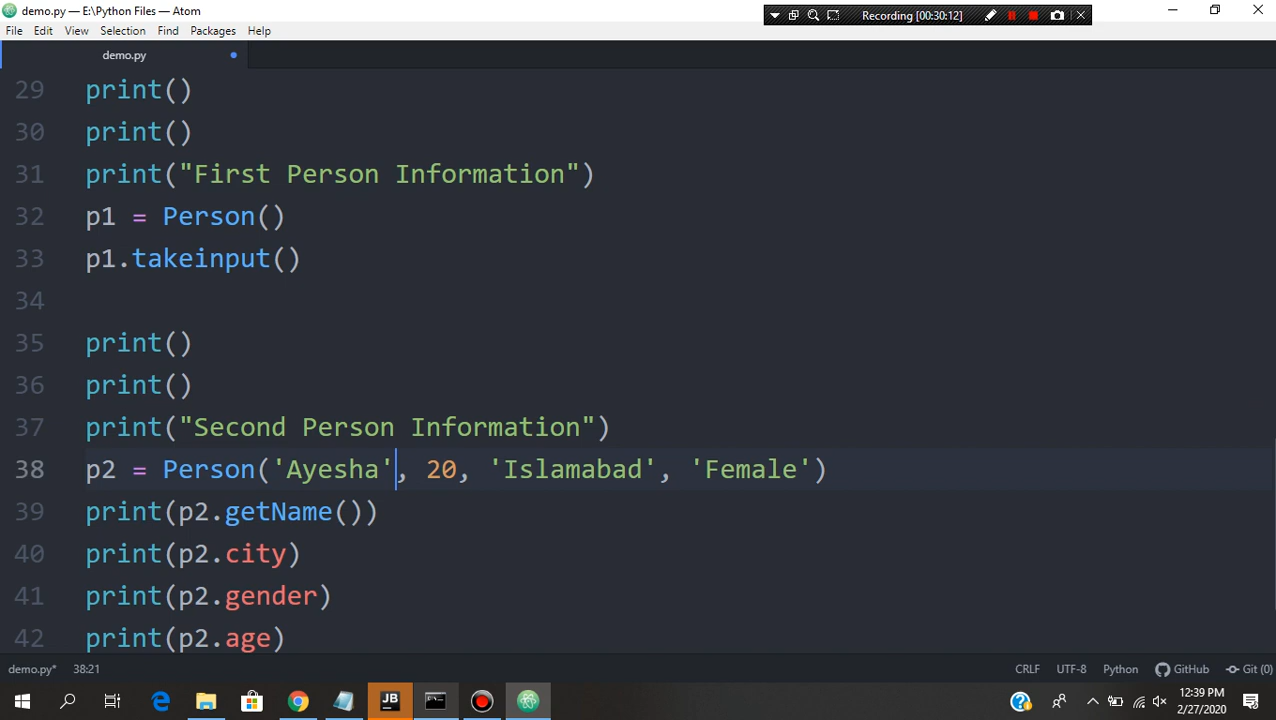 demo.py — E:\Python Files — Atom
Recording [00:30:12]
File Edit View Selection Find Packages Help
demo.py
29 print()
30 print()
31 print("First Person Information")
32 p1 = Person()
33 p1.takeinput()
34
35 print()
36 print()
37 print("Second Person Information")
38 p2 = Person('Ayesha', 20, 'Islamabad', 'Female')
39 print(p2.getName())
40 print(p2.city)
41 print(p2.gender)
42 print(p2.age)
demo.py* 38:21 CRLF UTF-8 Python GitHub Git (0)
JB
12:39 PM
2/27/2020